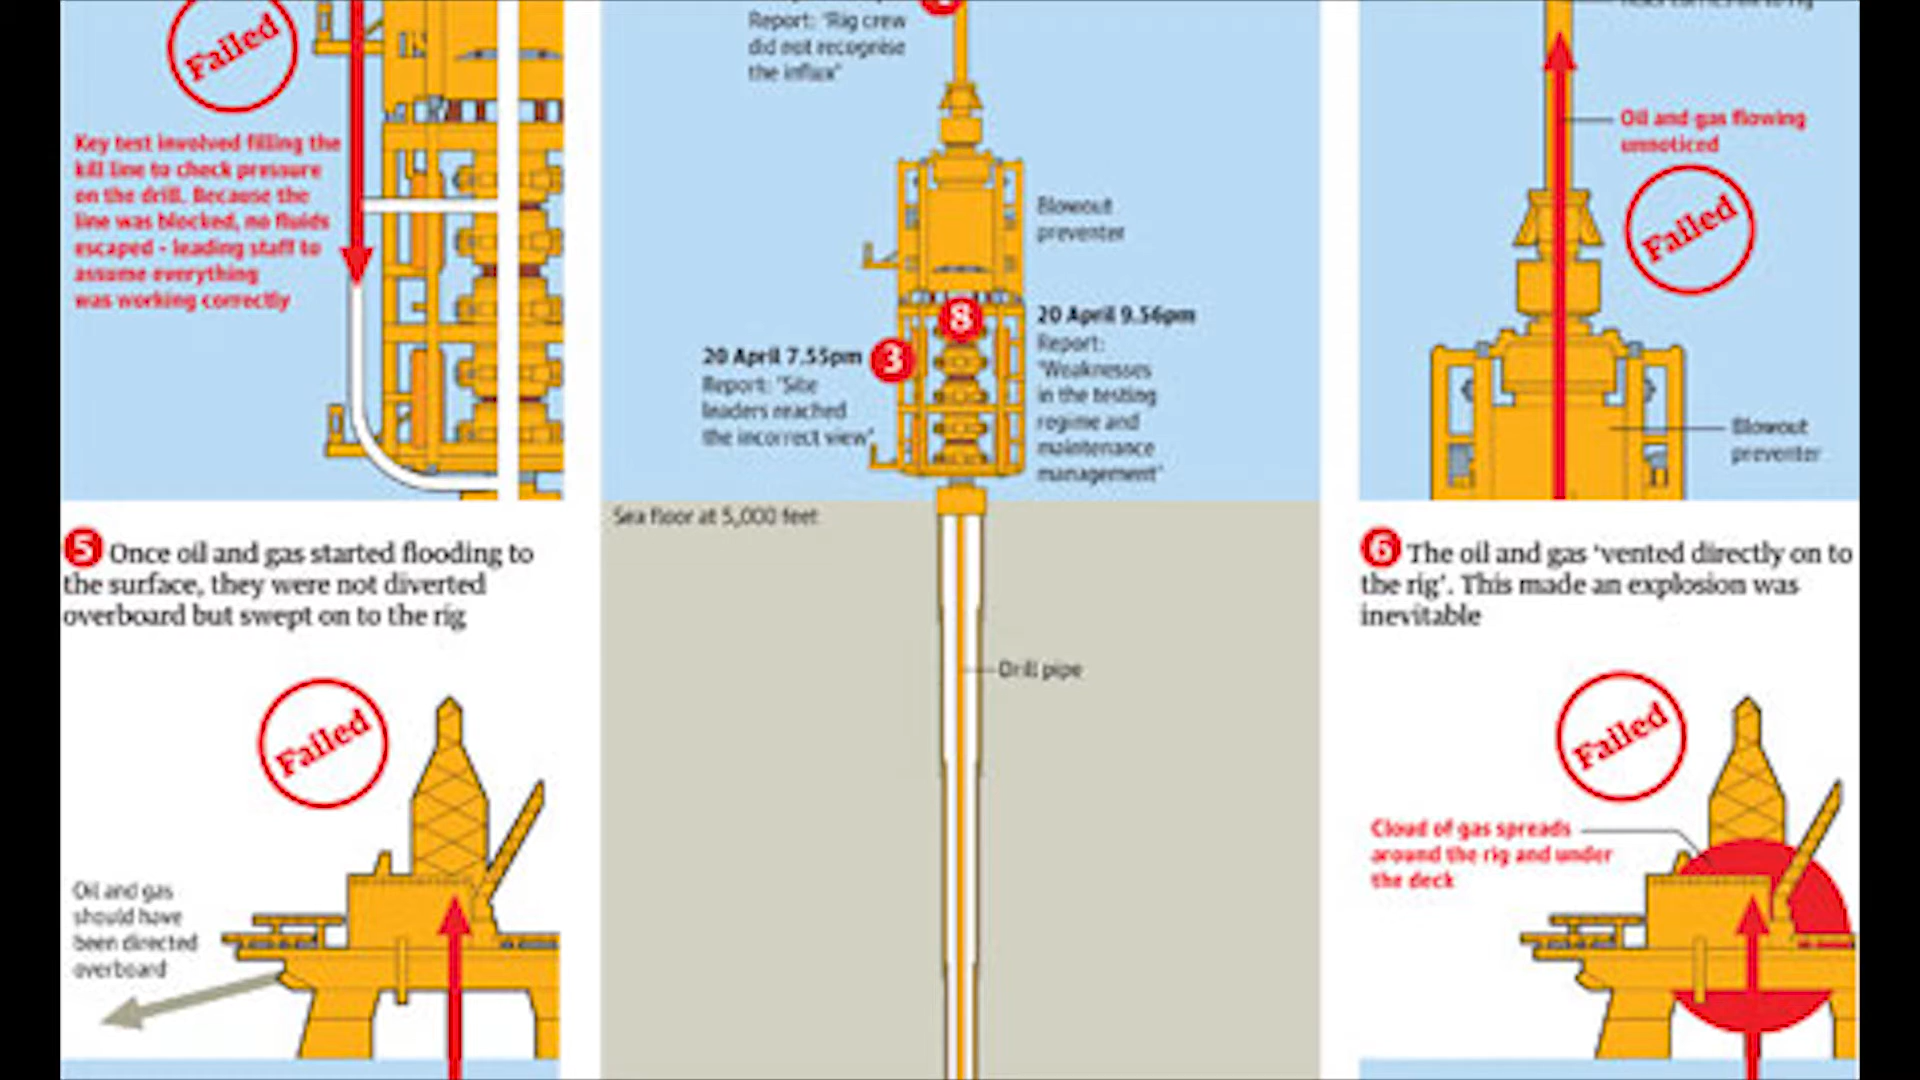 Failed
Key test involved filling the
kill line to check pressure
on the drill. Because the
line was blocked, no fluids
escaped - leading staff to
assume everything
was working correctly
Report: 'Rig crew
did not recognise
the influx'
Blowout
preventer
20 April 7.55pm
3
Report: 'Site
leaders reached
the incorrect view'
8
20 April 9.56pm
Report:
'Weaknesses
in the testing
regime and
maintenance
management'
Sea floor at 5,000 feet
Drill pipe
Oil and gas flowing
unnoticed
Failed
Blowout
preventer
5 Once oil and gas started flooding to
the surface, they were not diverted
overboard but swept on to the rig
Failed
Oil and gas
should have
been directed
overboard
6 The oil and gas 'vented directly on to
the rig'. This made an explosion was
inevitable
Failed
Cloud of gas spreads
around the rig and under
the deck